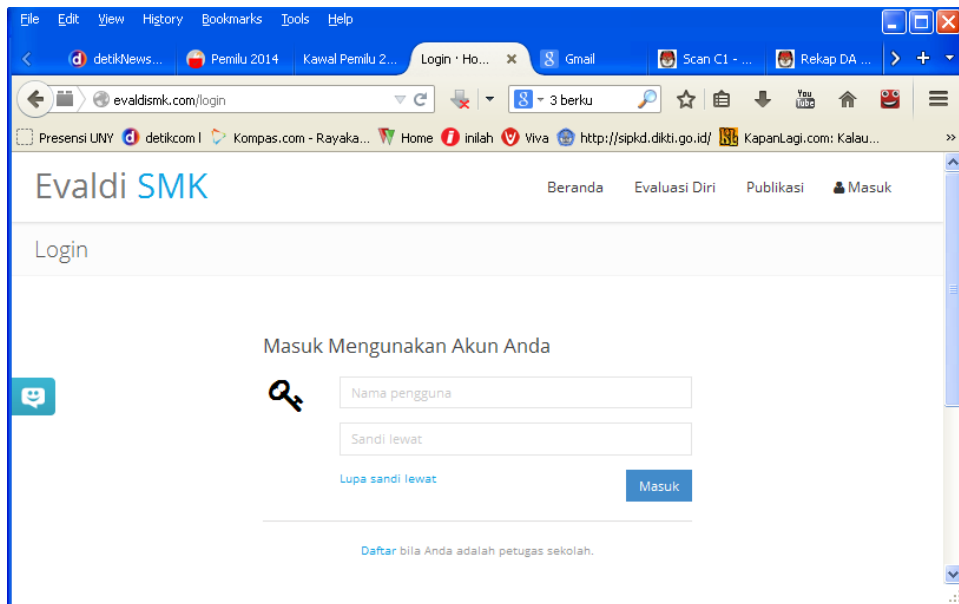 File Edit View History Bookmarks Tools Help
detikNews... Pemilu 2014 Kawal Pemilu 2... Login · Ho... Gmail Scan C1 - ... Rekap DA ...
evaldismk.com/login 8 3 berku You Tube
Presensi UNY detikcom l Kompas.com - Rayaka... Home inilah Viva http://sipkd.dikti.go.id/ KapanLagi.com: Kalau... »
Evaldi SMK Beranda Evaluasi Diri Publikasi Masuk
Login
Masuk Mengunakan Akun Anda
Nama pengguna
Sandi lewat
Lupa sandi lewat Masuk
Daftar bila Anda adalah petugas sekolah.